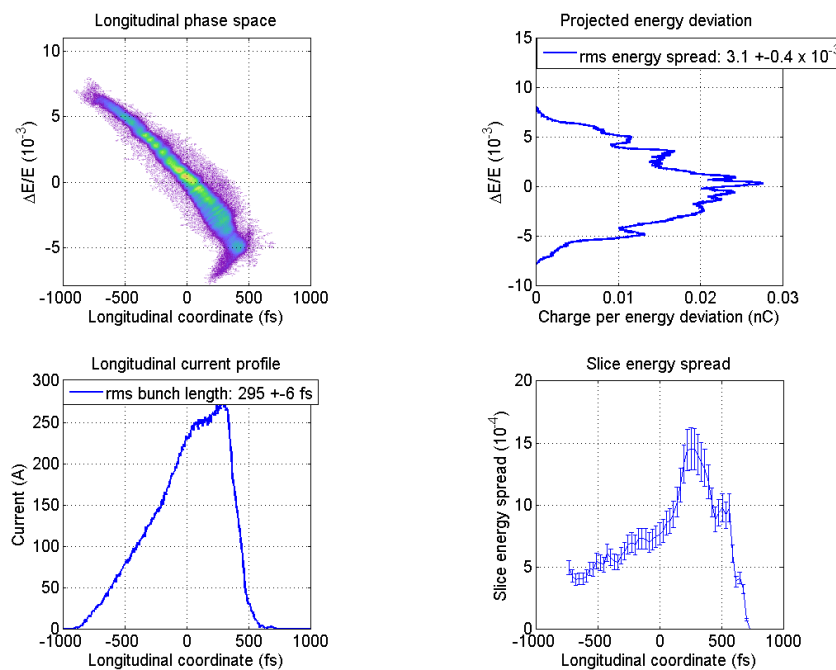 Longitudinal phase space
10
5
0
-5
ΔE/E (10⁻³)
-1000 -500 0 500 1000
Longitudinal coordinate (fs)
Projected energy deviation
rms energy spread: 3.1 +-0.4 x 10⁻³
15
10
5
0
-5
-10
ΔE/E (10⁻³)
0 0.01 0.02 0.03
Charge per energy deviation (nC)
Longitudinal current profile
rms bunch length: 295 +-6 fs
300
250
200
150
100
50
0
Current (A)
-1000 -500 0 500 1000
Longitudinal coordinate (fs)
Slice energy spread
20
15
10
5
0
Slice energy spread (10⁻⁴)
-1000 -500 0 500 1000
Longitudinal coordinate (fs)